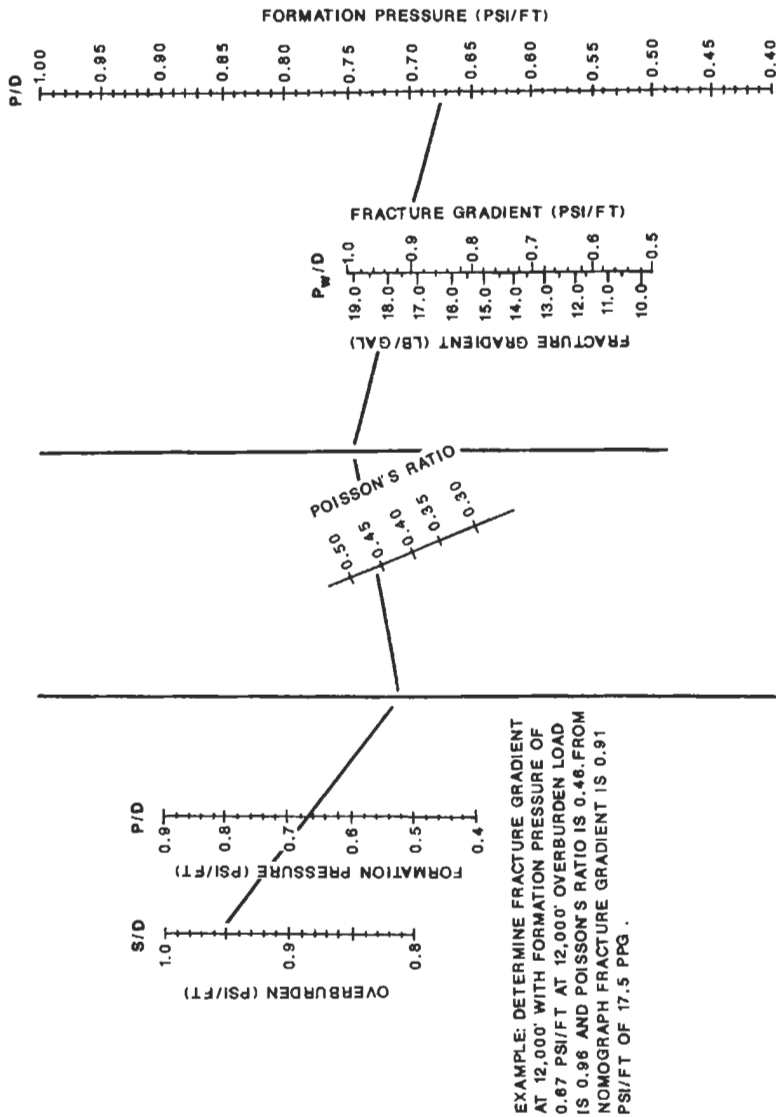 S/D
1.0
0.9
0.8
OVERBURDEN (PSI/FT)
P/D
0.9
0.8
0.7
0.6
0.5
0.4
FORMATION PRESSURE (PSI/FT)
POISSON'S RATIO
0.50
0.45
0.40
0.35
0.30
P_w/D
FRACTURE GRADIENT (LB/GAL)
19.0
18.0
17.0
16.0
15.0
14.0
13.0
12.0
11.0
10.0
1.0
0.9
0.8
0.7
0.6
0.5
FRACTURE GRADIENT (PSI/FT)
P/D
1.00
0.95
0.90
0.85
0.80
0.75
0.70
0.65
0.60
0.55
0.50
0.45
0.40
FORMATION PRESSURE (PSI/FT)
EXAMPLE: DETERMINE FRACTURE GRADIENT
AT 12,000' WITH FORMATION PRESSURE OF
0.67 PSI/FT AT 12,000' OVERBURDEN LOAD
IS 0.96 AND POISSON'S RATIO IS 0.46. FROM
NOMOGRAPH FRACTURE GRADIENT IS 0.91
PSI/FT OF 17.5 PPG.